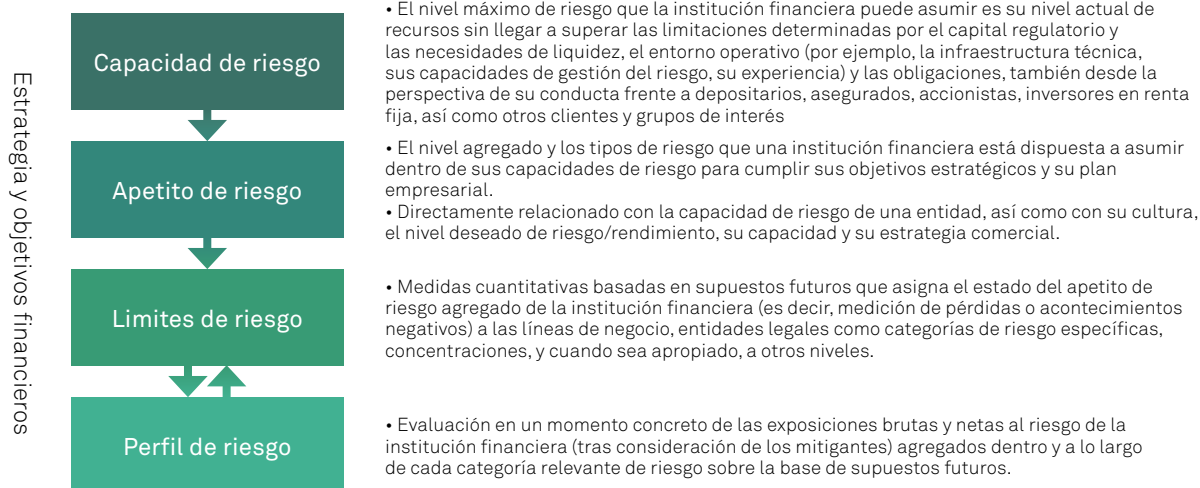 Estrategia y objetivos financieros
Capacidad de riesgo
• El nivel máximo de riesgo que la institución financiera puede asumir es su nivel actual de
recursos sin llegar a superar las limitaciones determinadas por el capital regulatorio y
las necesidades de liquidez, el entorno operativo (por ejemplo, la infraestructura técnica,
sus capacidades de gestión del riesgo, su experiencia) y las obligaciones, también desde la
perspectiva de su conducta frente a depositarios, asegurados, accionistas, inversores en renta
fija, así como otros clientes y grupos de interés
Apetito de riesgo
• El nivel agregado y los tipos de riesgo que una institución financiera está dispuesta a asumir
dentro de sus capacidades de riesgo para cumplir sus objetivos estratégicos y su plan
empresarial.
• Directamente relacionado con la capacidad de riesgo de una entidad, así como con su cultura,
el nivel deseado de riesgo/rendimiento, su capacidad y su estrategia comercial.
Limites de riesgo
• Medidas cuantitativas basadas en supuestos futuros que asigna el estado del apetito de
riesgo agregado de la institución financiera (es decir, medición de pérdidas o acontecimientos
negativos) a las líneas de negocio, entidades legales como categorías de riesgo específicas,
concentraciones, y cuando sea apropiado, a otros niveles.
Perfil de riesgo
• Evaluación en un momento concreto de las exposiciones brutas y netas al riesgo de la
institución financiera (tras consideración de los mitigantes) agregados dentro y a lo largo
de cada categoría relevante de riesgo sobre la base de supuestos futuros.